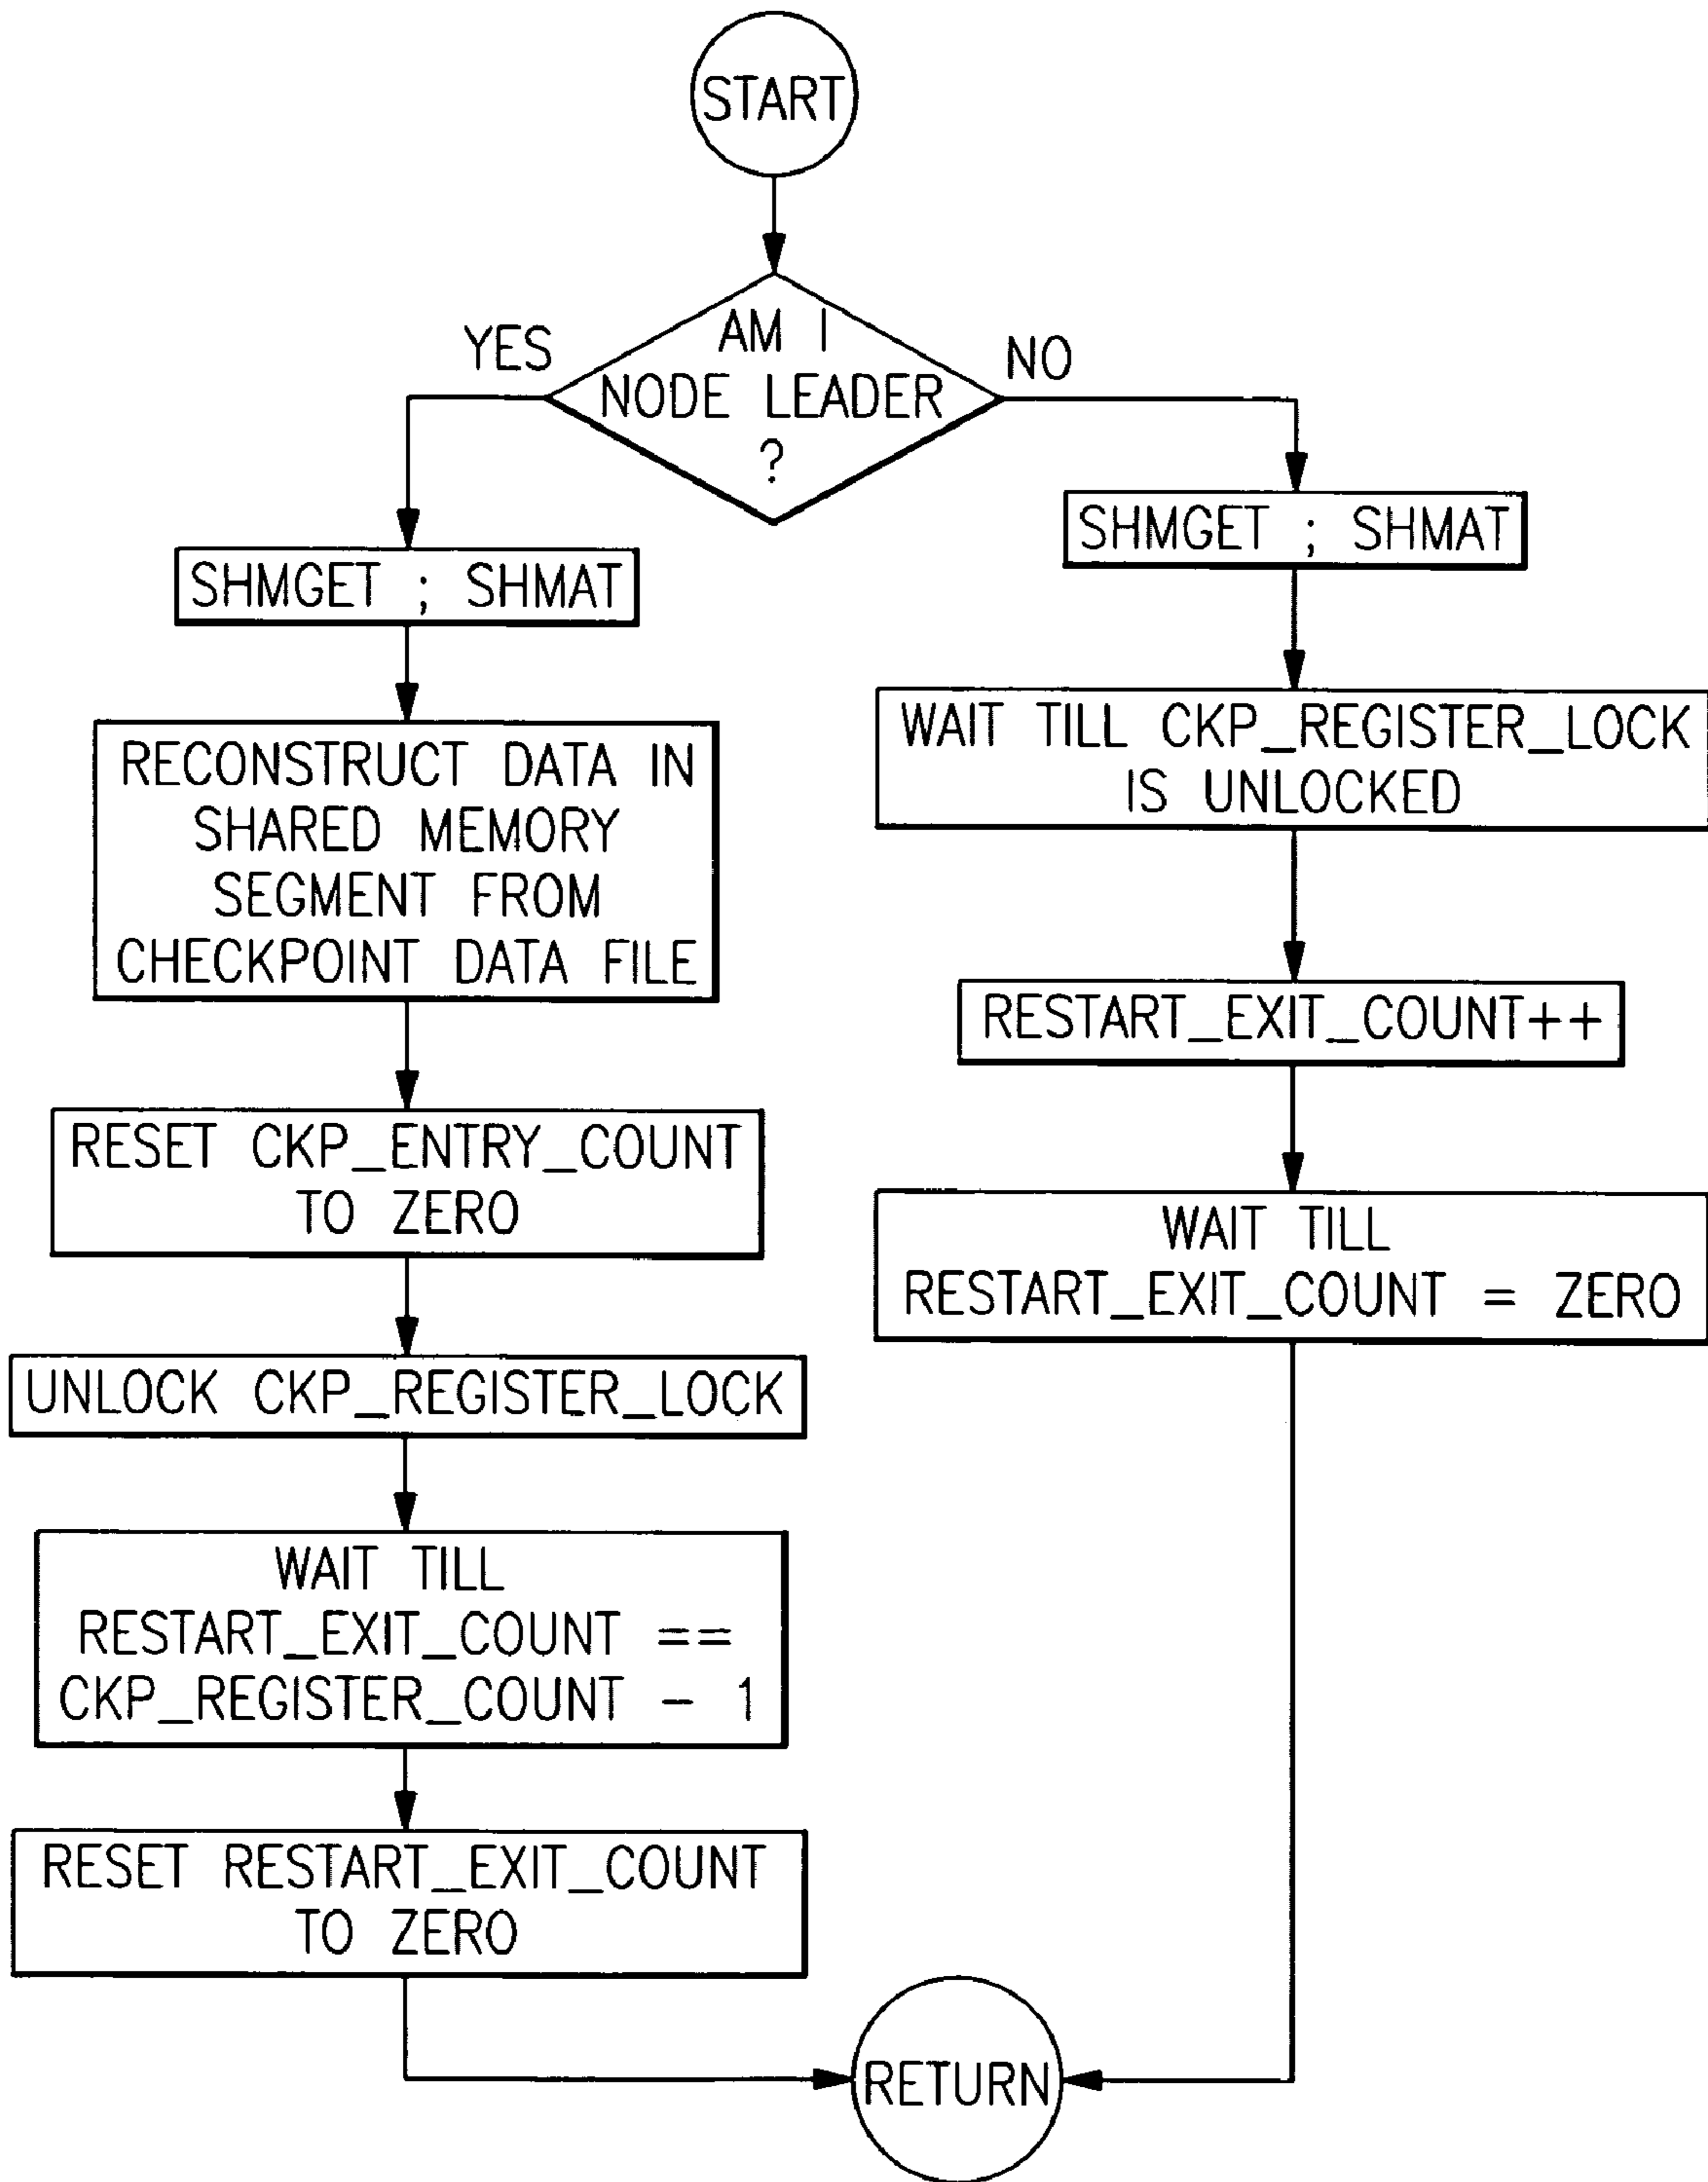 START
AM I
NODE LEADER
?
YES
NO
SHMGET ; SHMAT
RECONSTRUCT DATA IN
SHARED MEMORY
SEGMENT FROM
CHECKPOINT DATA FILE
RESET CKP_ENTRY_COUNT
TO ZERO
UNLOCK CKP_REGISTER_LOCK
WAIT TILL
RESTART_EXIT_COUNT ==
CKP_REGISTER_COUNT - 1
RESET RESTART_EXIT_COUNT
TO ZERO
SHMGET ; SHMAT
WAIT TILL CKP_REGISTER_LOCK
IS UNLOCKED
RESTART_EXIT_COUNT++
WAIT TILL
RESTART_EXIT_COUNT = ZERO
RETURN